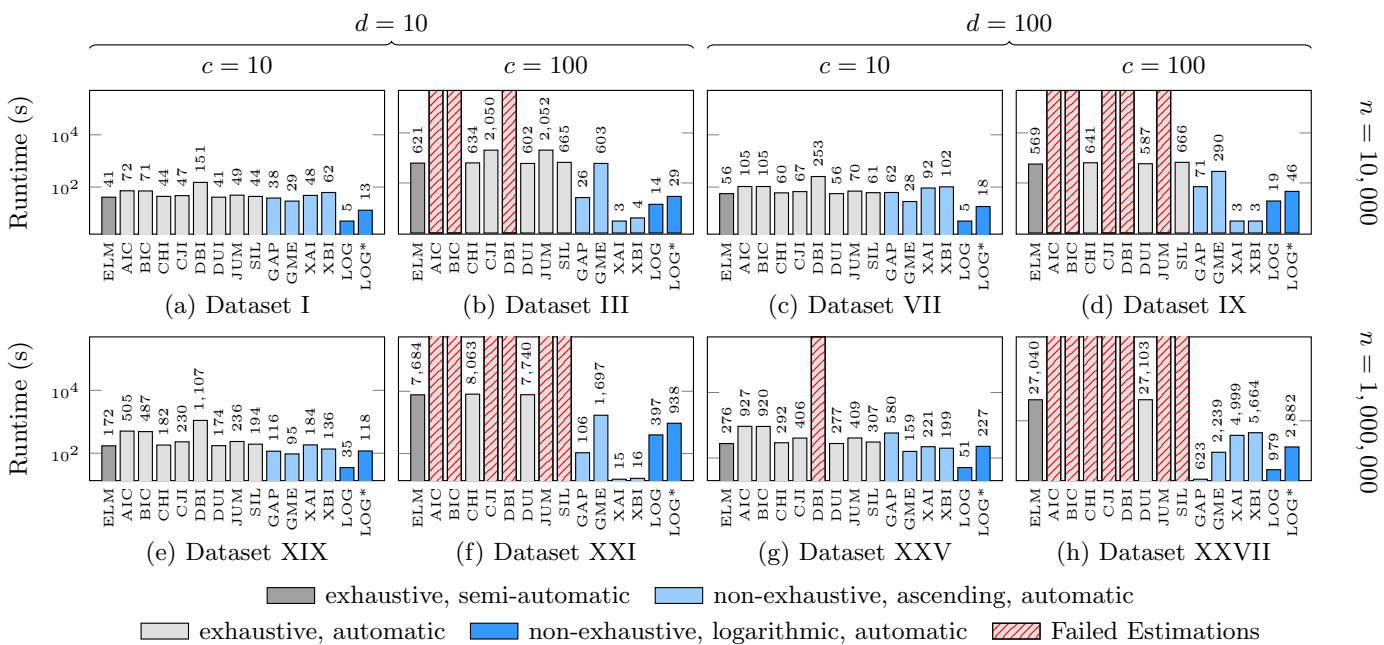 d = 10
d = 100
c = 10
c = 100
c = 10
c = 100
Runtime (s)
10^4
10^2
41 72 71 44 47 151 41 49 44 38 29 48 62 5 13
ELM AIC BIC CHI CJI DBI DUI JUM SIL GAP GME XAI XBI LOG LOG*
(a) Dataset I
621 634 2,050 602 2,052 665 26 603 3 4 14 29
ELM AIC BIC CHI CJI DBI DUI JUM SIL GAP GME XAI XBI LOG LOG*
(b) Dataset III
56 105 105 60 67 253 56 70 61 62 28 92 102 5 18
ELM AIC BIC CHI CJI DBI DUI JUM SIL GAP GME XAI XBI LOG LOG*
(c) Dataset VII
569 641 587 666 71 290 3 3 19 46
ELM AIC BIC CHI CJI DBI DUI JUM SIL GAP GME XAI XBI LOG LOG*
(d) Dataset IX
n = 10,000
Runtime (s)
10^4
10^2
172 505 487 182 230 1,107 174 236 194 116 95 184 136 35 118
ELM AIC BIC CHI CJI DBI DUI JUM SIL GAP GME XAI XBI LOG LOG*
(e) Dataset XIX
7,684 8,063 7,740 106 1,697 15 16 397 938
ELM AIC BIC CHI CJI DBI DUI JUM SIL GAP GME XAI XBI LOG LOG*
(f) Dataset XXI
276 927 920 292 406 277 409 307 580 159 221 199 51 227
ELM AIC BIC CHI CJI DBI DUI JUM SIL GAP GME XAI XBI LOG LOG*
(g) Dataset XXV
27,040 27,103 623 2,239 4,999 5,664 979 2,882
ELM AIC BIC CHI CJI DBI DUI JUM SIL GAP GME XAI XBI LOG LOG*
(h) Dataset XXVII
n = 1,000,000
exhaustive, semi-automatic
non-exhaustive, ascending, automatic
exhaustive, automatic
non-exhaustive, logarithmic, automatic
Failed Estimations